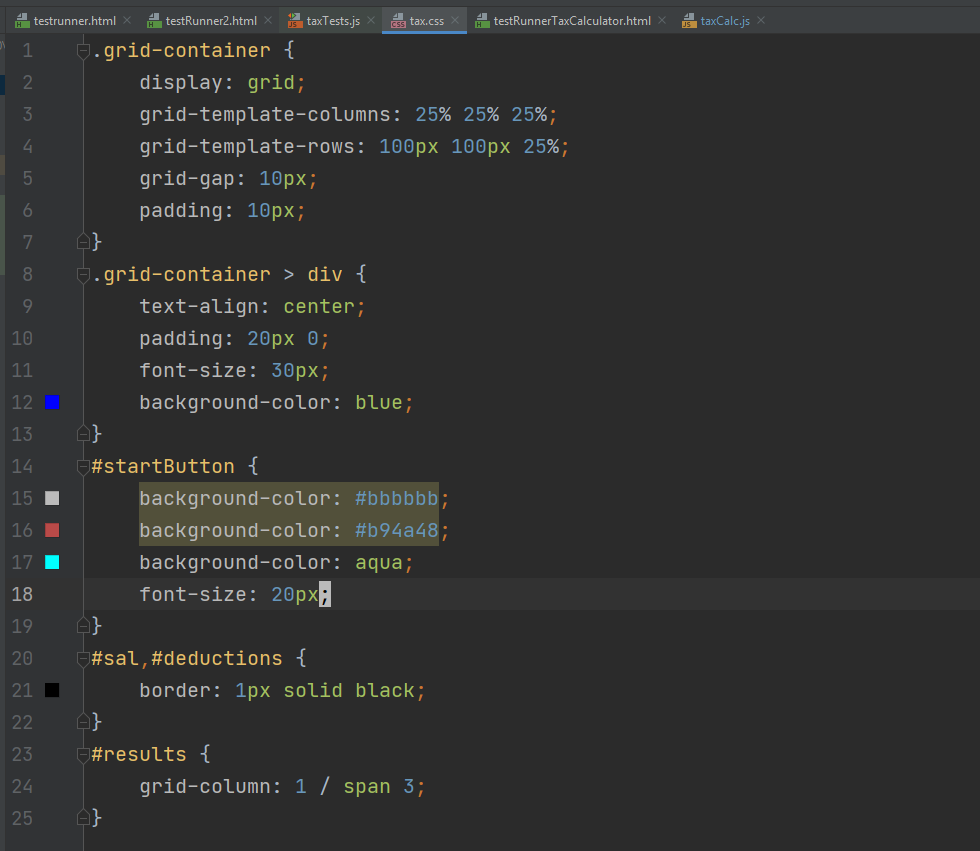 testrunner.html testRunner2.html taxTests.js tax.css testRunnerTaxCalculator.html taxCalc.js
1 .grid-container {
2     display: grid;
3     grid-template-columns: 25% 25% 25%;
4     grid-template-rows: 100px 100px 25%;
5     grid-gap: 10px;
6     padding: 10px;
7 }
8 .grid-container > div {
9     text-align: center;
10     padding: 20px 0;
11     font-size: 30px;
12     background-color: blue;
13 }
14 #startButton {
15     background-color: #bbbbbb;
16     background-color: #b94a48;
17     background-color: aqua;
18     font-size: 20px;
19 }
20 #sal,#deductions {
21     border: 1px solid black;
22 }
23 #results {
24     grid-column: 1 / span 3;
25 }